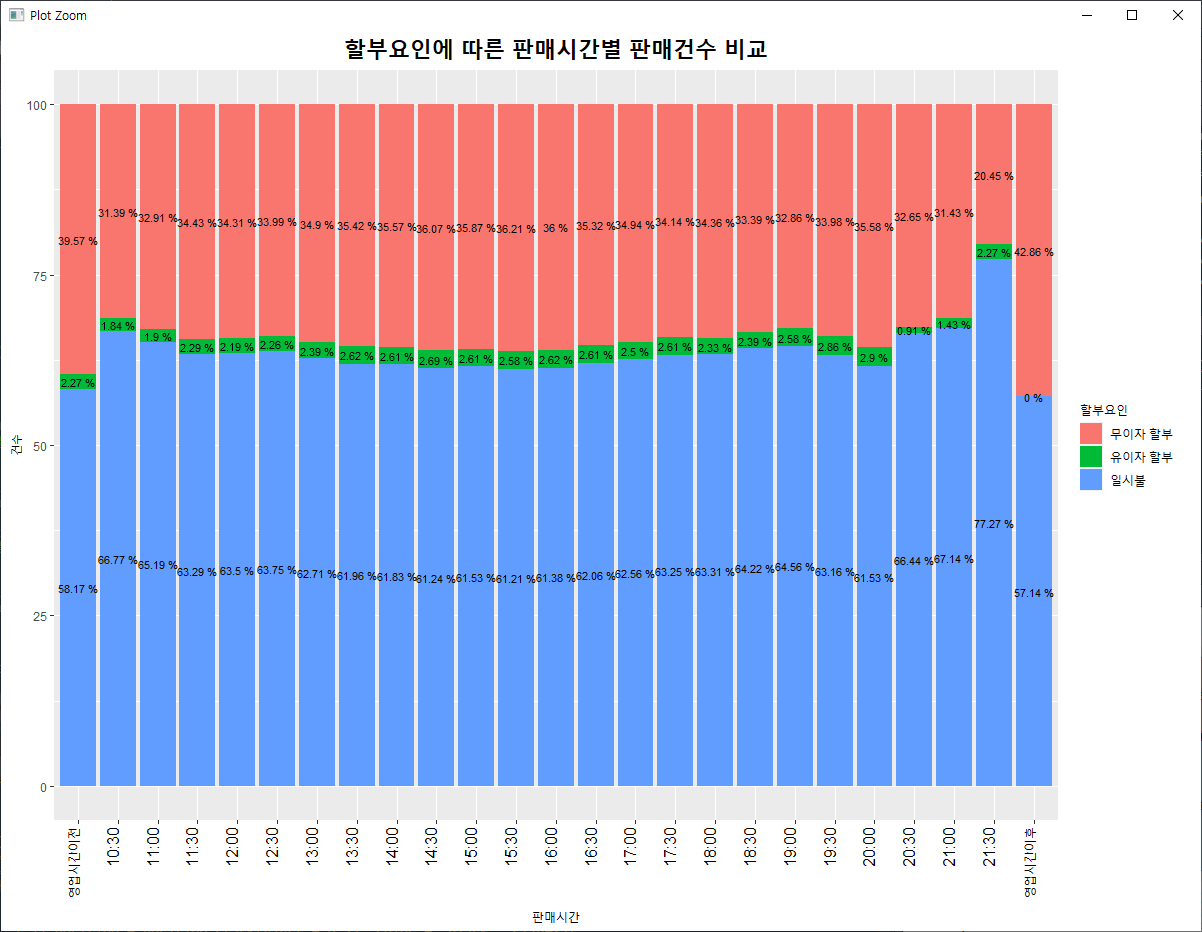 Plot Zoom
할부요인에 따른 판매시간별 판매건수 비교
100
75
50
25
0
건수
39.57 % 31.39 % 32.91 % 34.43 % 34.31 % 33.99 % 34.9 % 35.42 % 35.57 % 36.07 % 35.87 % 36.21 % 36 % 35.32 % 34.94 % 34.14 % 34.36 % 33.39 % 32.86 % 33.98 % 35.58 % 32.65 % 31.43 % 20.45 % 42.86 %
2.27 % 1.84 % 1.9 % 2.29 % 2.19 % 2.26 % 2.39 % 2.62 % 2.61 % 2.69 % 2.61 % 2.58 % 2.62 % 2.61 % 2.5 % 2.61 % 2.33 % 2.39 % 2.58 % 2.86 % 2.9 % 0.91 % 1.43 % 2.27 % 0 %
58.17 % 66.77 % 65.19 % 63.29 % 63.5 % 63.75 % 62.71 % 61.96 % 61.83 % 61.24 % 61.53 % 61.21 % 61.38 % 62.06 % 62.56 % 63.25 % 63.31 % 64.22 % 64.56 % 63.16 % 61.53 % 66.44 % 67.14 % 77.27 % 57.14 %
영업시간이전 10:30 11:00 11:30 12:00 12:30 13:00 13:30 14:00 14:30 15:00 15:30 16:00 16:30 17:00 17:30 18:00 18:30 19:00 19:30 20:00 20:30 21:00 21:30 영업시간이후
판매시간
할부요인
무이자 할부
유이자 할부
일시불